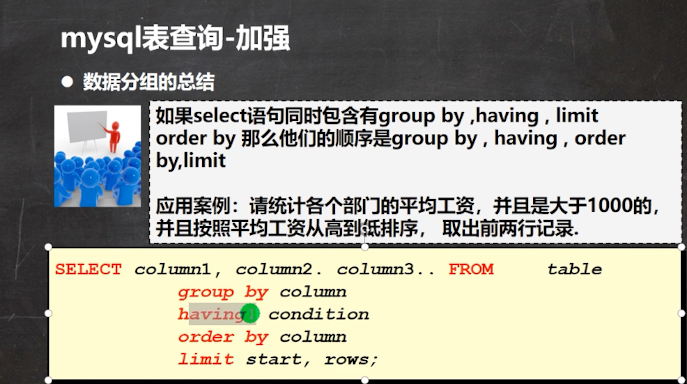 mysql表查询-加强
● 数据分组的总结
如果select语句同时包含有group by ,having , limit
order by 那么他们的顺序是group by , having , order
by,limit
应用案例：请统计各个部门的平均工资，并且是大于1000的，
并且按照平均工资从高到低排序， 取出前两行记录.
SELECT column1, column2. column3.. FROM table
group by column
having condition
order by column
limit start, rows;